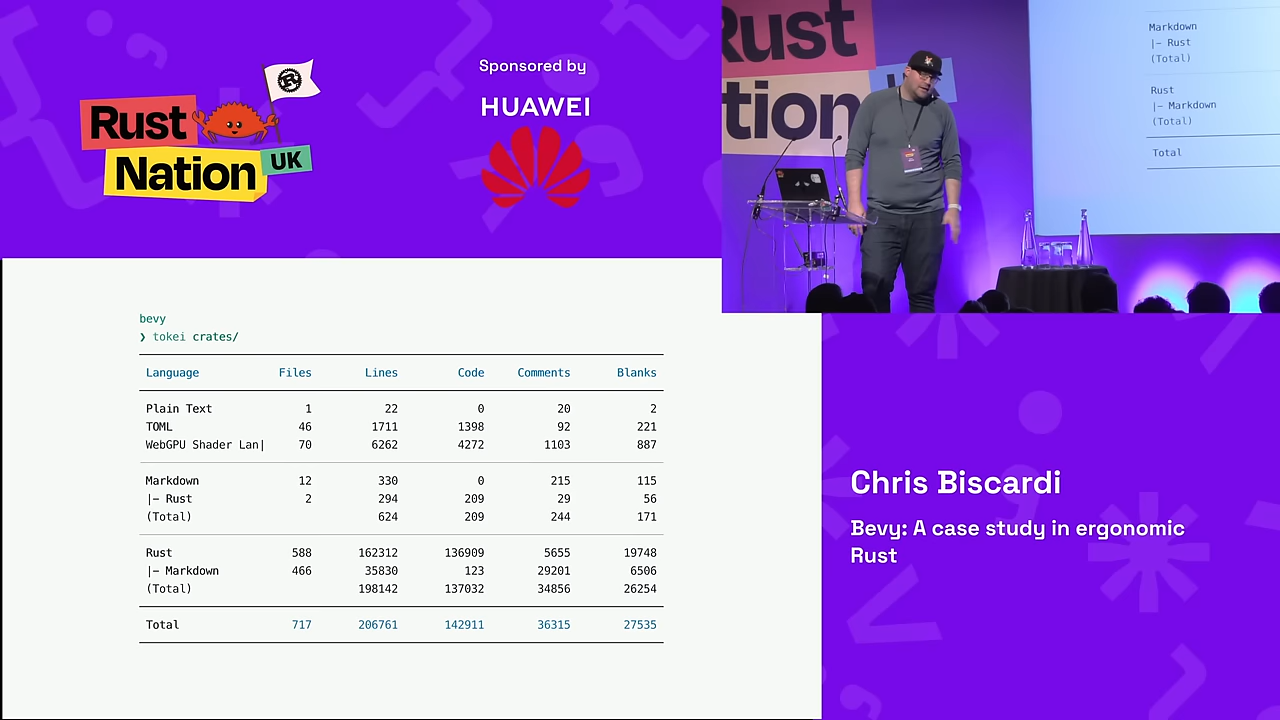 Rust
Nation
UK
Sponsored by
HUAWEI
Rust
tion
Markdown
|− Rust
(Total)
Rust
|− Markdown
(Total)
Total
bevy
❯ tokei crates/
Language Files Lines Code Comments Blanks
Plain Text 1 22 0 20 2
TOML 46 1711 1398 92 221
WebGPU Shader Lan| 70 6262 4272 1103 887
Markdown 12 330 0 215 115
|− Rust 2 294 209 29 56
(Total) 624 209 244 171
Rust 588 162312 136909 5655 19748
|− Markdown 466 35830 123 29201 6506
(Total) 198142 137032 34856 26254
Total 717 206761 142911 36315 27535
Chris Biscardi
Bevy: A case study in ergonomic
Rust